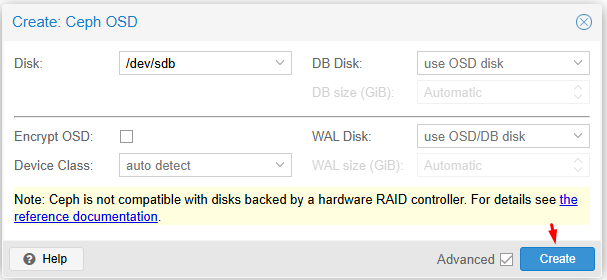 Create: Ceph OSD
Disk: /dev/sdb DB Disk: use OSD disk
DB size (GiB): Automatic
Encrypt OSD: WAL Disk: use OSD/DB disk
Device Class: auto detect WAL size (GiB): Automatic
Note: Ceph is not compatible with disks backed by a hardware RAID controller. For details see the
reference documentation.
? Help Advanced Create